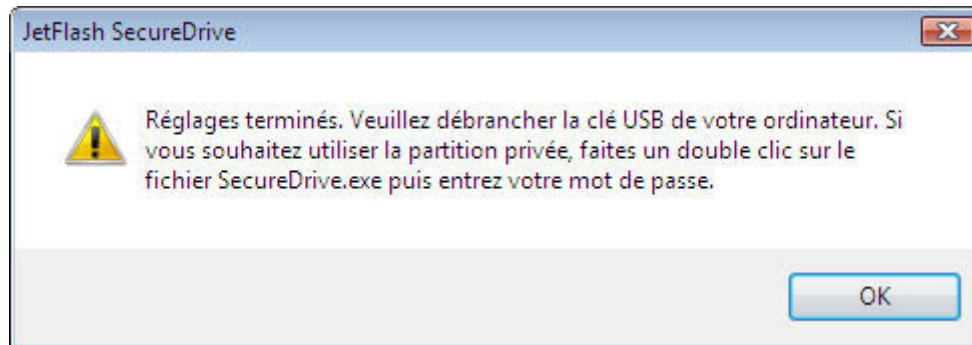 JetFlash SecureDrive
Réglages terminés. Veuillez débrancher la clé USB de votre ordinateur. Si
vous souhaitez utiliser la partition privée, faites un double clic sur le
fichier SecureDrive.exe puis entrez votre mot de passe.
OK